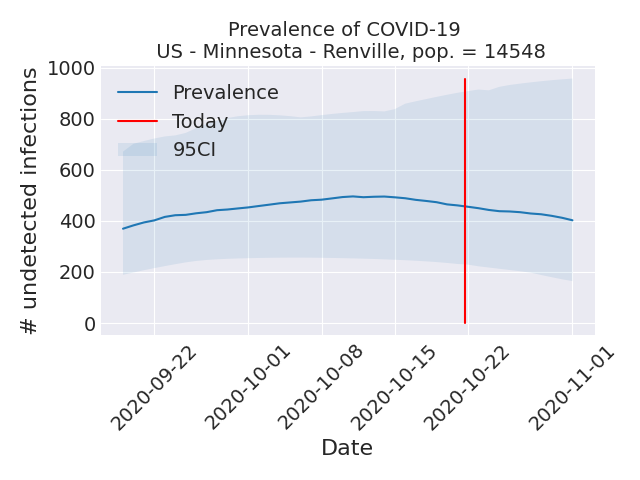 Prevalence of COVID-19
US - Minnesota - Renville, pop. = 14548
# undetected infections
1000
800
600
400
200
0
Prevalence
Today
95CI
2020-09-22
2020-10-01
2020-10-08
2020-10-15
2020-10-22
2020-11-01
Date